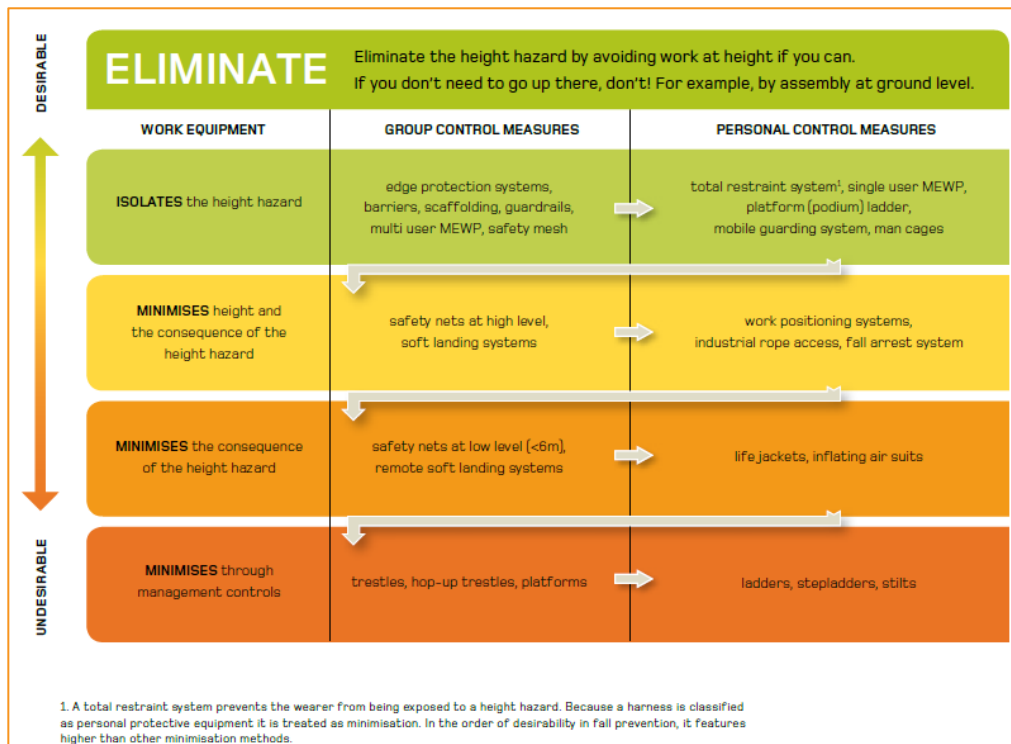 DESIRABLE
ELIMINATE
Eliminate the height hazard by avoiding work at height if you can.
If you don't need to go up there, don't! For example, by assembly at ground level.
WORK EQUIPMENT
GROUP CONTROL MEASURES
PERSONAL CONTROL MEASURES
ISOLATES the height hazard
edge protection systems,
barriers, scaffolding, guardrails,
multi user MEWP, safety mesh
total restraint system¹, single user MEWP,
platform (podium) ladder,
mobile guarding system, man cages
MINIMISES height and
the consequence of the
height hazard
safety nets at high level,
soft landing systems
work positioning systems,
industrial rope access, fall arrest system
MINIMISES the consequence
of the height hazard
safety nets at low level (<6m),
remote soft landing systems
life jackets, inflating air suits
UNDESIRABLE
MINIMISES through
management controls
trestles, hop-up trestles, platforms
ladders, stepladders, stilts
1. A total restraint system prevents the wearer from being exposed to a height hazard. Because a harness is classified
as personal protective equipment it is treated as minimisation. In the order of desirability in fall prevention, it features
higher than other minimisation methods.